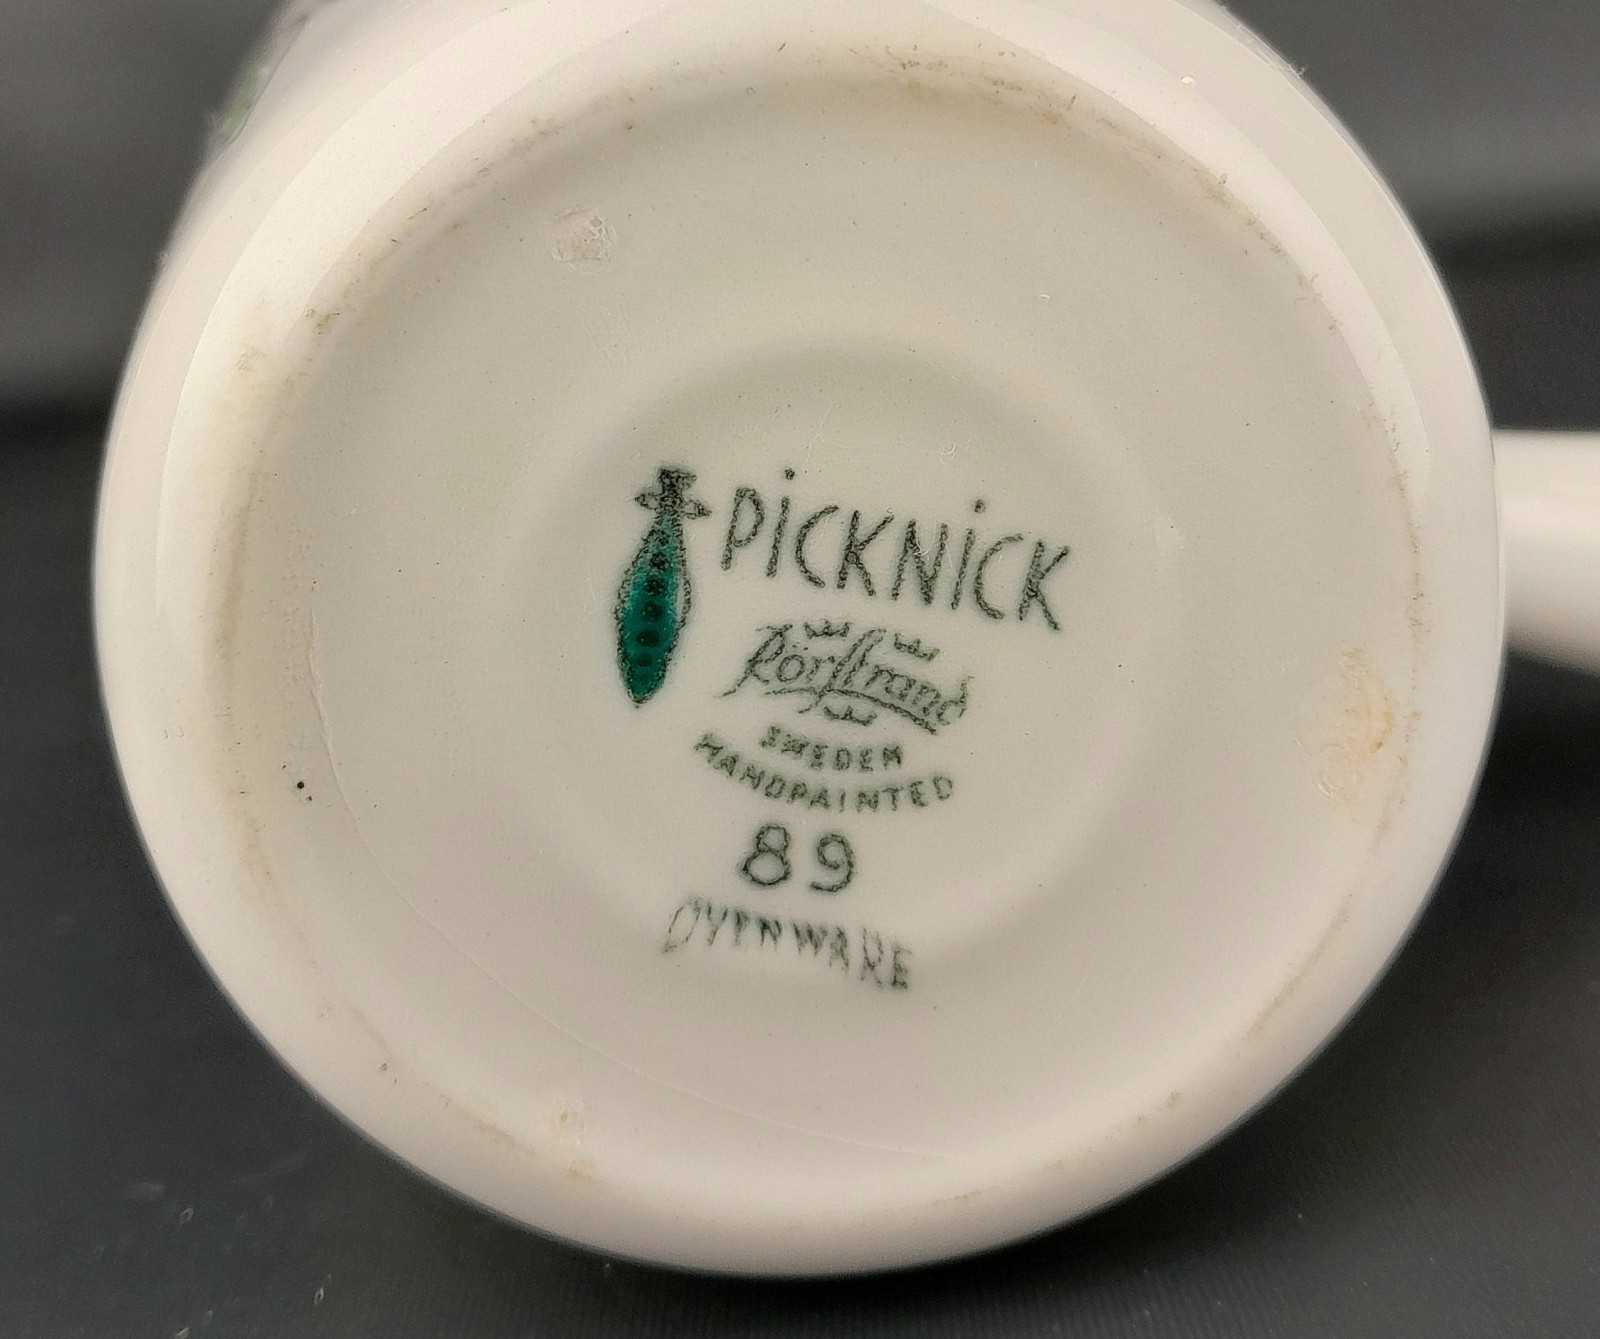 PiCKNiCK
Rörstrand
SWEDEN
HANDPAINTED
89
OVENWARE